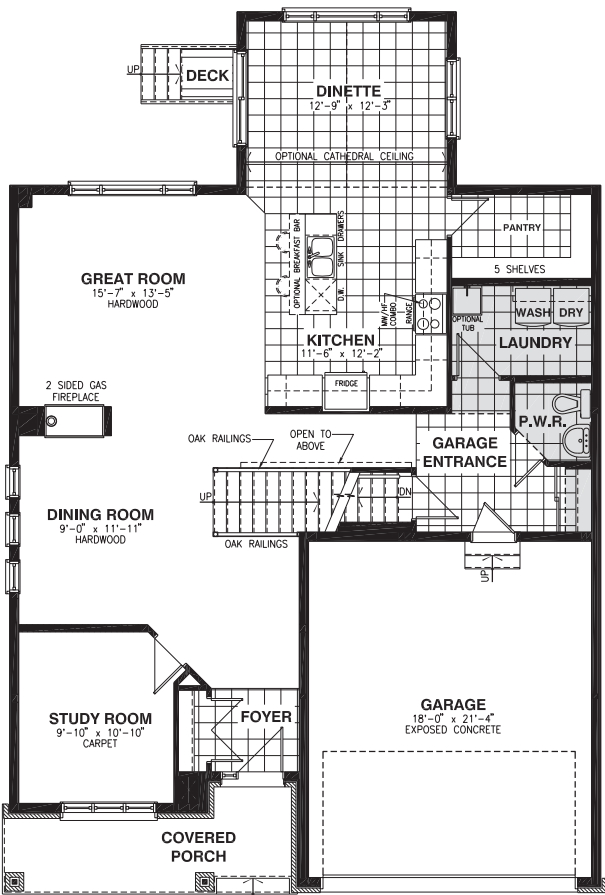 UP
DECK
DINETTE
12'-9" x 12'-3"
OPTIONAL CATHEDRAL CEILING
PANTRY
5 SHELVES
GREAT ROOM
15'-7" x 13'-5"
HARDWOOD
OPTIONAL BREAKFAST BAR
SINK DRAWERS
D.W.
MW/HF
COMBO
RANGE
KITCHEN
11'-6" x 12'-2"
FRIDGE
OPTIONAL
TUB
WASH
DRY
LAUNDRY
2 SIDED GAS
FIREPLACE
P.W.R.
OAK RAILINGS
OPEN TO
ABOVE
GARAGE
ENTRANCE
UP
DN
DINING ROOM
9'-0" x 11'-11"
HARDWOOD
OAK RAILINGS
UP
STUDY ROOM
9'-10" x 10'-10"
CARPET
FOYER
GARAGE
18'-0" x 21'-4"
EXPOSED CONCRETE
COVERED
PORCH